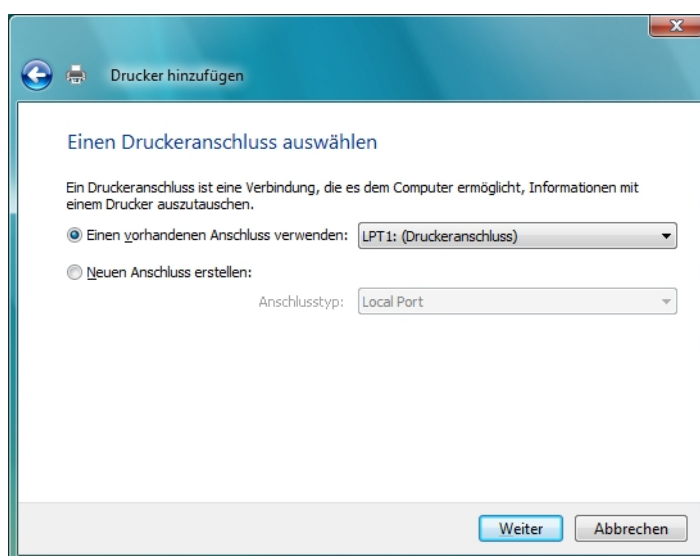 Drucker hinzufügen
Einen Druckeranschluss auswählen
Ein Druckeranschluss ist eine Verbindung, die es dem Computer ermöglicht, Informationen mit
einem Drucker auszutauschen.
Einen vorhandenen Anschluss verwenden: LPT1: (Druckeranschluss)
Neuen Anschluss erstellen:
Anschlusstyp: Local Port
Weiter Abbrechen